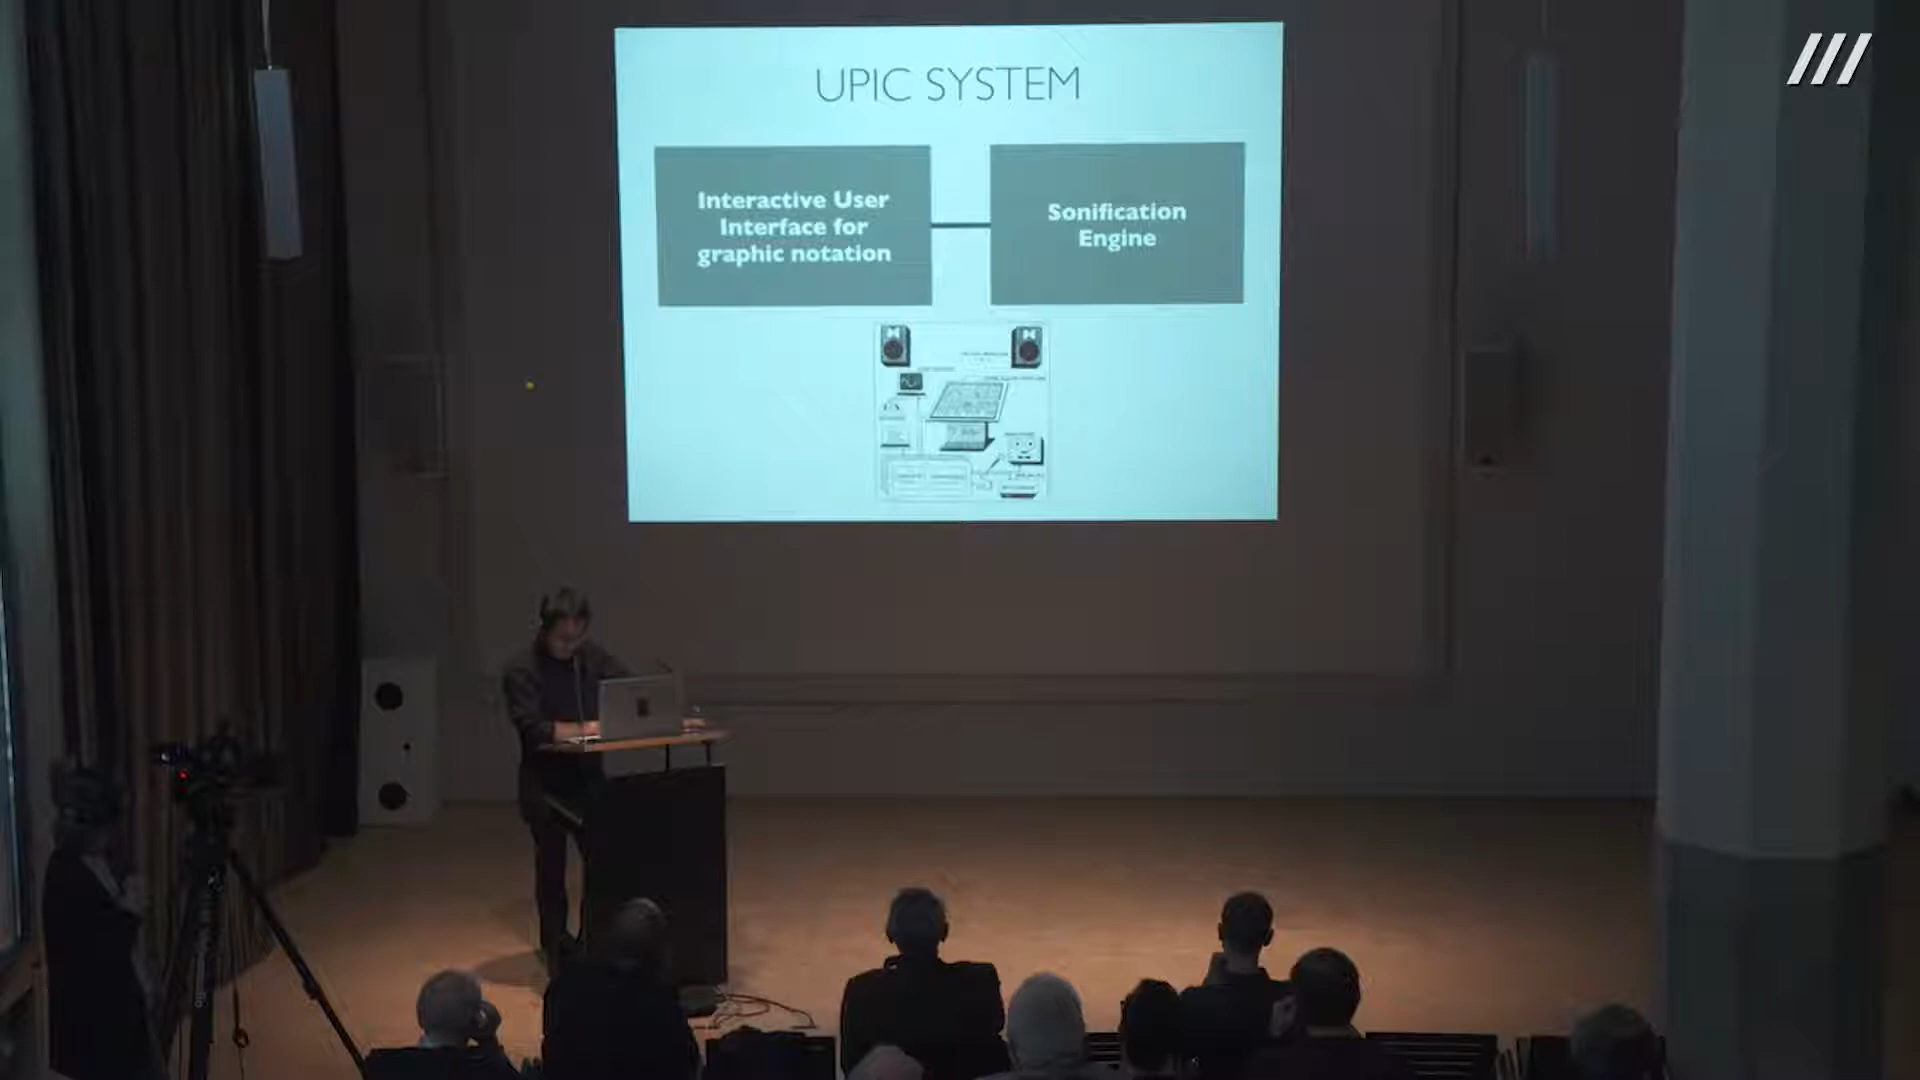 UPIC SYSTEM
Interactive User
Interface for
graphic notation
Sonification
Engine